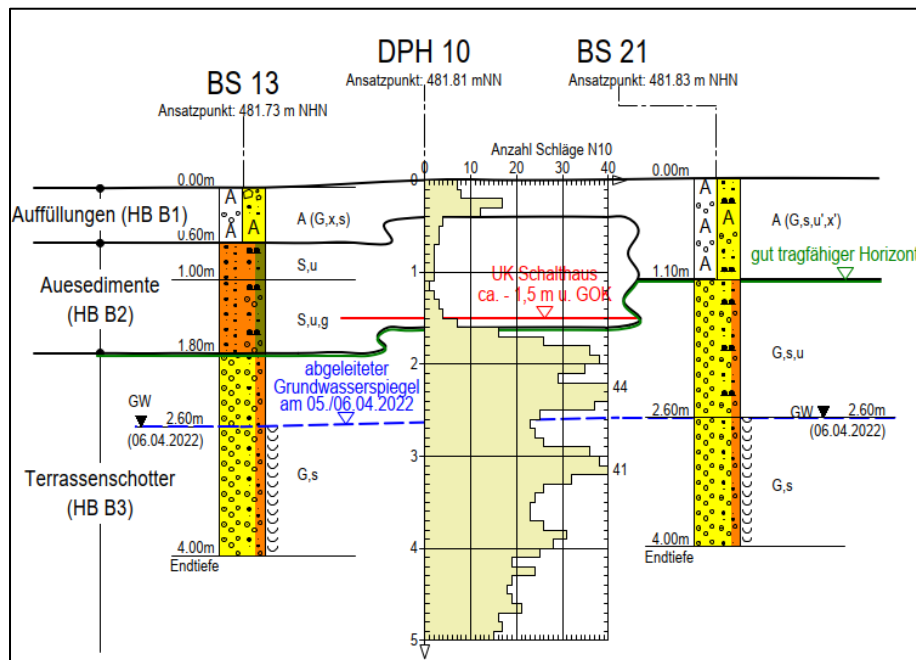 DPH 10
Ansatzpunkt: 481.81 mNN
BS 21
Ansatzpunkt: 481.83 m NHN
BS 13
Ansatzpunkt: 481.73 m NHN
Anzahl Schläge N10
0 10 20 30 40
0.00m
0
0.00m
Auffüllungen (HB B1)
A A
A
A (G,x,s)
0.60m
A
A A
A
A (G,s,u',x')
gut tragfähiger Horizont
Auesedimente
(HB B2)
S,u
1.00m
S,u,g
1.80m
1
UK Schalthaus
ca. - 1,5 m u. GOK
1.10m
G,s,u
abgeleiteter
Grundwasserspiegel
am 05./06.04.2022
2
44
GW
2.60m
(06.04.2022)
2.60m
GW
2.60m
(06.04.2022)
Terrassenschotter
(HB B3)
G,s
3
41
G,s
4.00m
Endtiefe
4
4.00m
Endtiefe
5